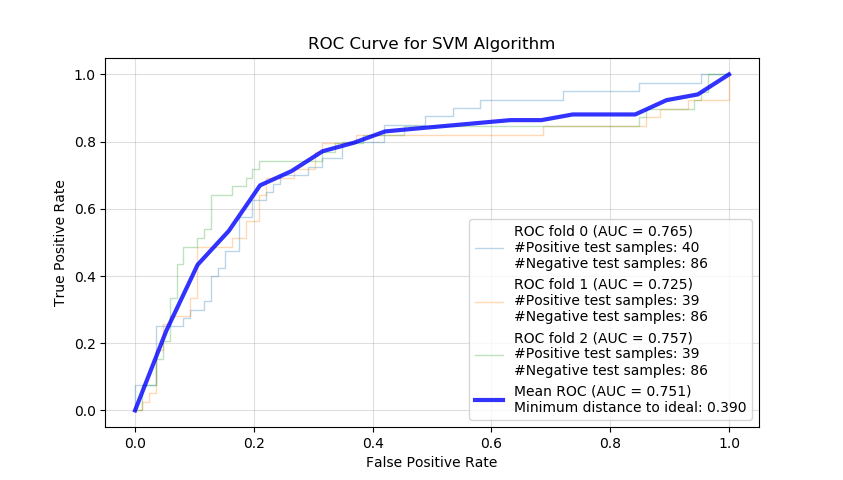 ROC Curve for SVM Algorithm
True Positive Rate
1.0
0.8
0.6
0.4
0.2
0.0
0.0 0.2 0.4 0.6 0.8 1.0
False Positive Rate
ROC fold 0 (AUC = 0.765)
#Positive test samples: 40
#Negative test samples: 86
ROC fold 1 (AUC = 0.725)
#Positive test samples: 39
#Negative test samples: 86
ROC fold 2 (AUC = 0.757)
#Positive test samples: 39
#Negative test samples: 86
Mean ROC (AUC = 0.751)
Minimum distance to ideal: 0.390